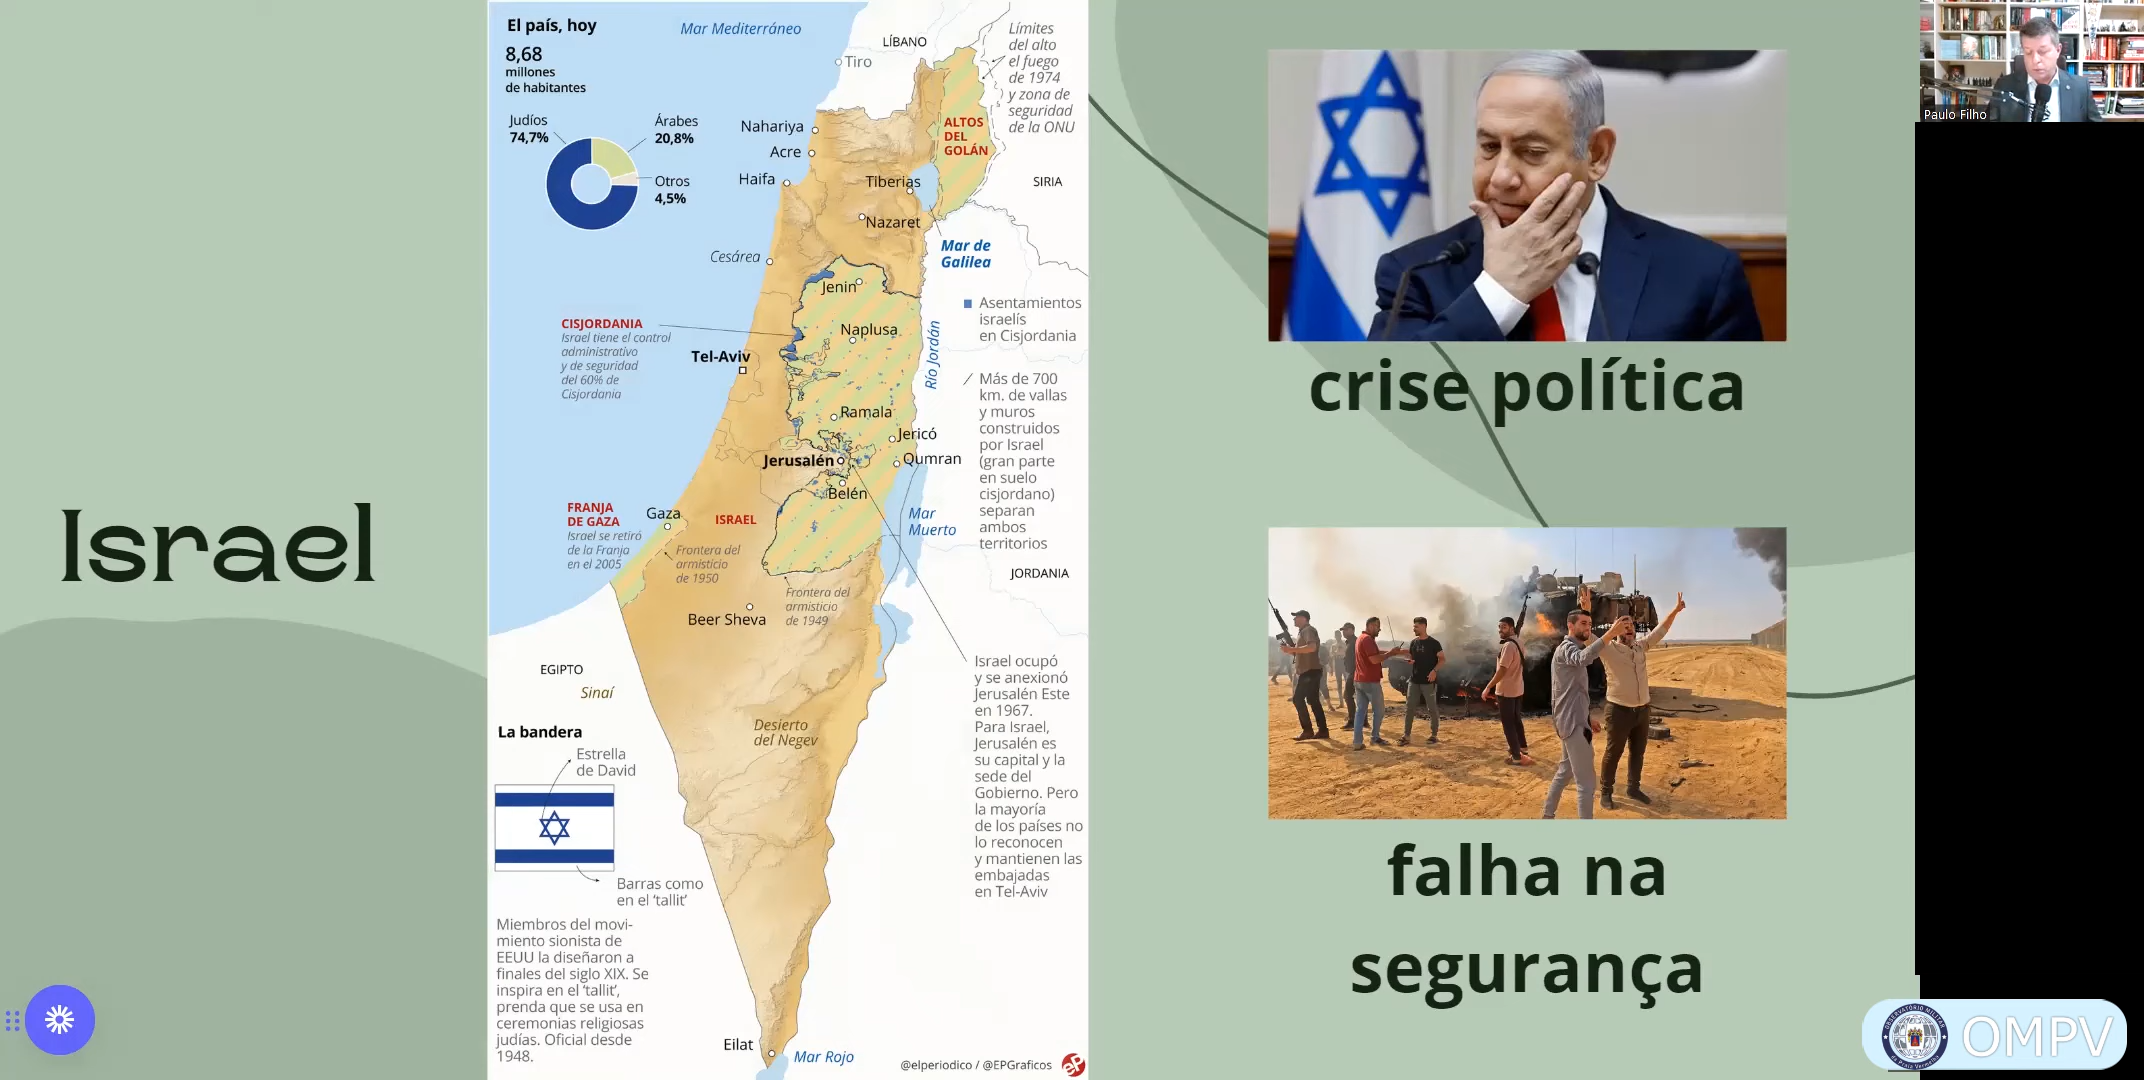 Israel
El país, hoy
8,68
millones
de habitantes
Judíos
74,7%
Árabes
20,8%
Otros
4,5%
Mar Mediterráneo
LÍBANO
Tiro
Límites
del alto
el fuego
de 1974
y zona de
seguridad
de la ONU
Nahariya
Acre
Haifa
ALTOS
DEL
GOLÁN
Tiberias
SIRIA
Nazaret
Mar de
Galilea
Cesárea
Jenin
Asentamientos
israelís
en Cisjordania
CISJORDANIA
Israel tiene el control
administrativo
y de seguridad
del 60% de
Cisjordania
Naplusa
Tel-Aviv
Río Jordán
Más de 700
km. de vallas
y muros
construidos
por Israel
(gran parte
en suelo
cisjordano)
separan
ambos
territorios
Ramala
Jericó
Jerusalén
Qumran
Belén
FRANJA
DE GAZA
Israel se retiró
de la Franja
en el 2005
Gaza
ISRAEL
Mar
Muerto
Frontera del
armisticio
de 1950
JORDANIA
Frontera del
armisticio
de 1949
Beer Sheva
EGIPTO
Sinaí
Israel ocupó
y se anexionó
Jerusalén Este
en 1967.
Para Israel,
Jerusalén es
su capital y la
sede del
Gobierno. Pero
la mayoría
de los países no
lo reconocen
y mantienen las
embajadas
en Tel-Aviv
Desierto
del Negev
La bandera
Estrella
de David
Barras como
en el 'tallit'
Miembros del movi-
miento sionista de
EEUU la diseñaron a
finales del siglo XIX. Se
inspira en el 'tallit',
prenda que se usa en
ceremonias religiosas
judías. Oficial desde
1948.
Eilat
Mar Rojo
@elperiodico / @EPGraficos
eP
crise política
falha na
segurança
Paulo Filho
OMPV